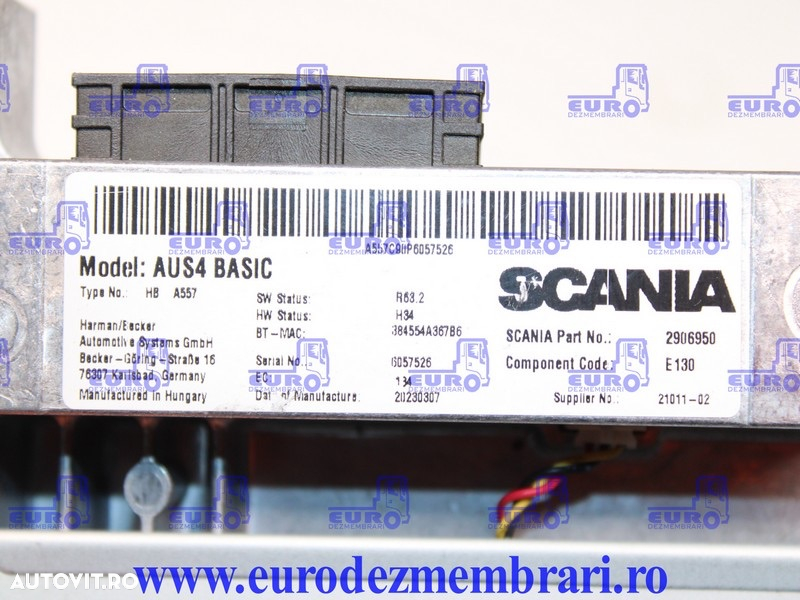 A557C90P6057526
Model: AUS4 BASIC
SCANIA
Type No.: HB A557
SW Status: R63.2
HW Status: H34
BT-MAC: 384554A367B6
Harman/Becker
Automotive Systems GmbH
Becker-Göring-Straße 16
76307 Karlsbad, Germany
Manufactured in Hungary
Serial No.: 6057526
EC: 134
Date of Manufacture: 20230307
SCANIA Part No.: 2906950
Component Code: E130
Supplier No.: 21011-02
EURO
DEZMEMBRARI
AUTOVIT.RO
www.eurodezmembrari.ro